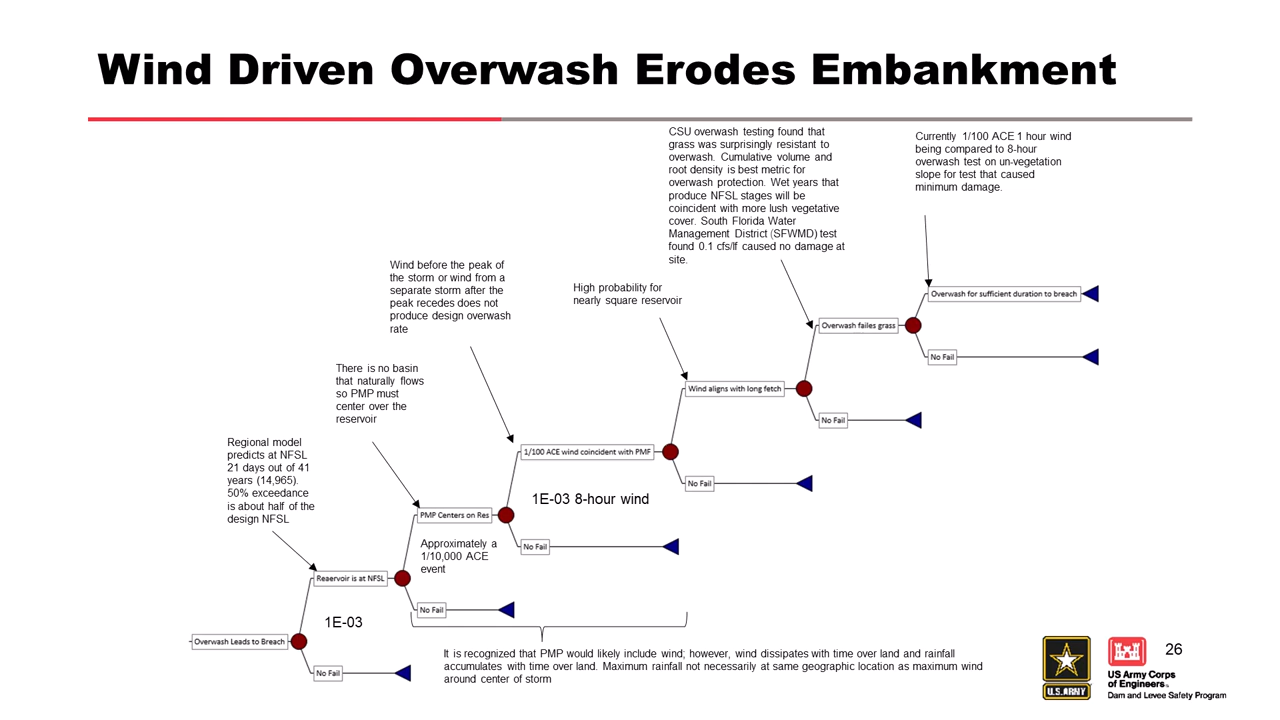 Wind Driven Overwash Erodes Embankment
CSU overwash testing found that
grass was surprisingly resistant to
overwash. Cumulative volume and
root density is best metric for
overwash protection. Wet years that
produce NFSL stages will be
coincident with more lush vegetative
cover. South Florida Water
Management District (SFWMD) test
found 0.1 cfs/lf caused no damage at
site.
Currently 1/100 ACE 1 hour wind
being compared to 8-hour
overwash test on un-vegetation
slope for test that caused
minimum damage.
Wind before the peak of
the storm or wind from a
separate storm after the
peak recedes does not
produce design overwash
rate
High probability for
nearly square reservoir
Overwash for sufficient duration to breach
Overwash failes grass
No Fail
There is no basin
that naturally flows
so PMP must
center over the
reservoir
Wind aligns with long fetch
No Fail
Regional model
predicts at NFSL
21 days out of 41
years (14,965).
50% exceedance
is about half of the
design NFSL
1/100 ACE wind coincident with PMF
No Fail
1E-03 8-hour wind
PMP Centers on Res
No Fail
Approximately a
1/10,000 ACE
event
Reaervoir is at NFSL
No Fail
1E-03
Overwash Leads to Breach
No Fail
It is recognized that PMP would likely include wind; however, wind dissipates with time over land and rainfall
accumulates with time over land. Maximum rainfall not necessarily at same geographic location as maximum wind
around center of storm
U.S.ARMY
US Army Corps
of Engineers®
Dam and Levee Safety Program
26